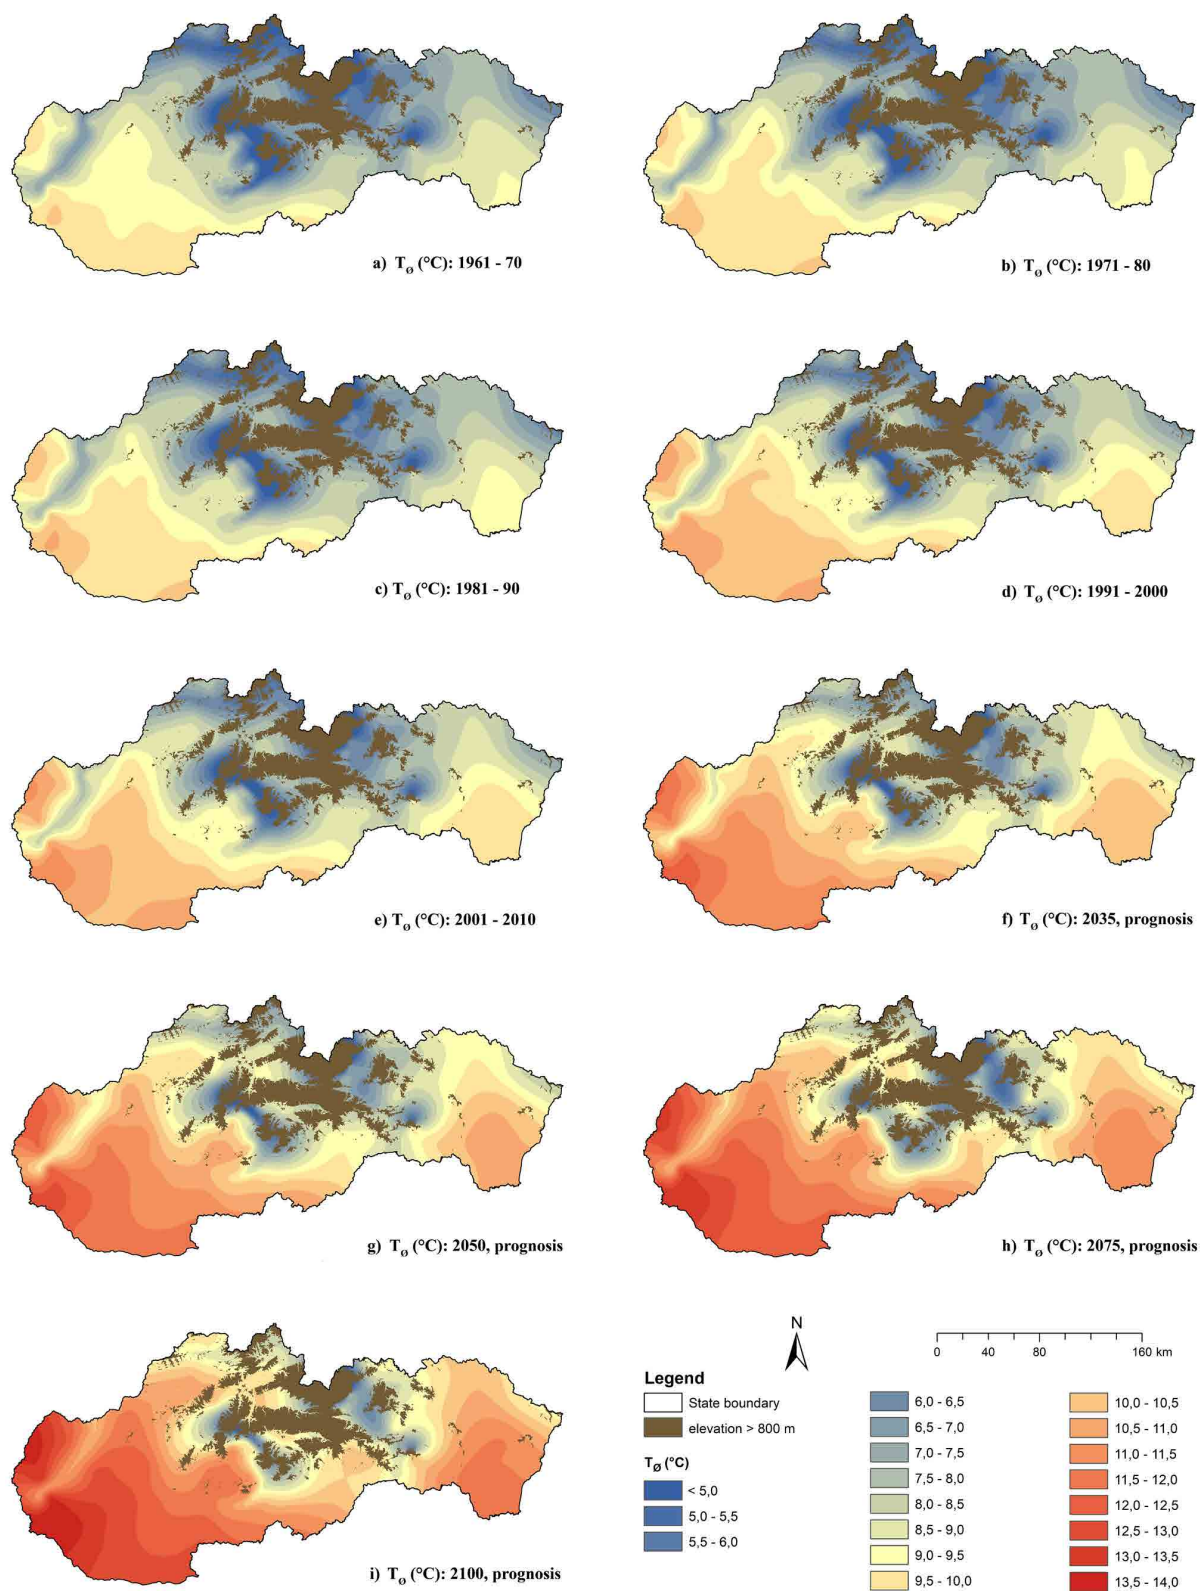 a) TØ (°C): 1961 - 70
b) TØ (°C): 1971 - 80
c) TØ (°C): 1981 - 90
d) TØ (°C): 1991 - 2000
e) TØ (°C): 2001 - 2010
f) TØ (°C): 2035, prognosis
g) TØ (°C): 2050, prognosis
h) TØ (°C): 2075, prognosis
i) TØ (°C): 2100, prognosis
N
0 40 80 160 km
Legend
State boundary
elevation > 800 m
TØ (°C)
< 5,0
5,0 - 5,5
5,5 - 6,0
6,0 - 6,5
6,5 - 7,0
7,0 - 7,5
7,5 - 8,0
8,0 - 8,5
8,5 - 9,0
9,0 - 9,5
9,5 - 10,0
10,0 - 10,5
10,5 - 11,0
11,0 - 11,5
11,5 - 12,0
12,0 - 12,5
12,5 - 13,0
13,0 - 13,5
13,5 - 14,0